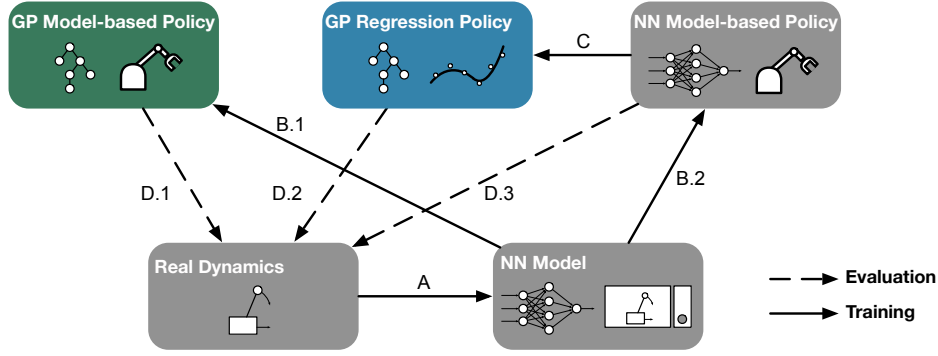 GP Model-based Policy
GP Regression Policy
NN Model-based Policy
C
B.1
B.2
D.1
D.2
D.3
Real Dynamics
A
NN Model
Evaluation
Training